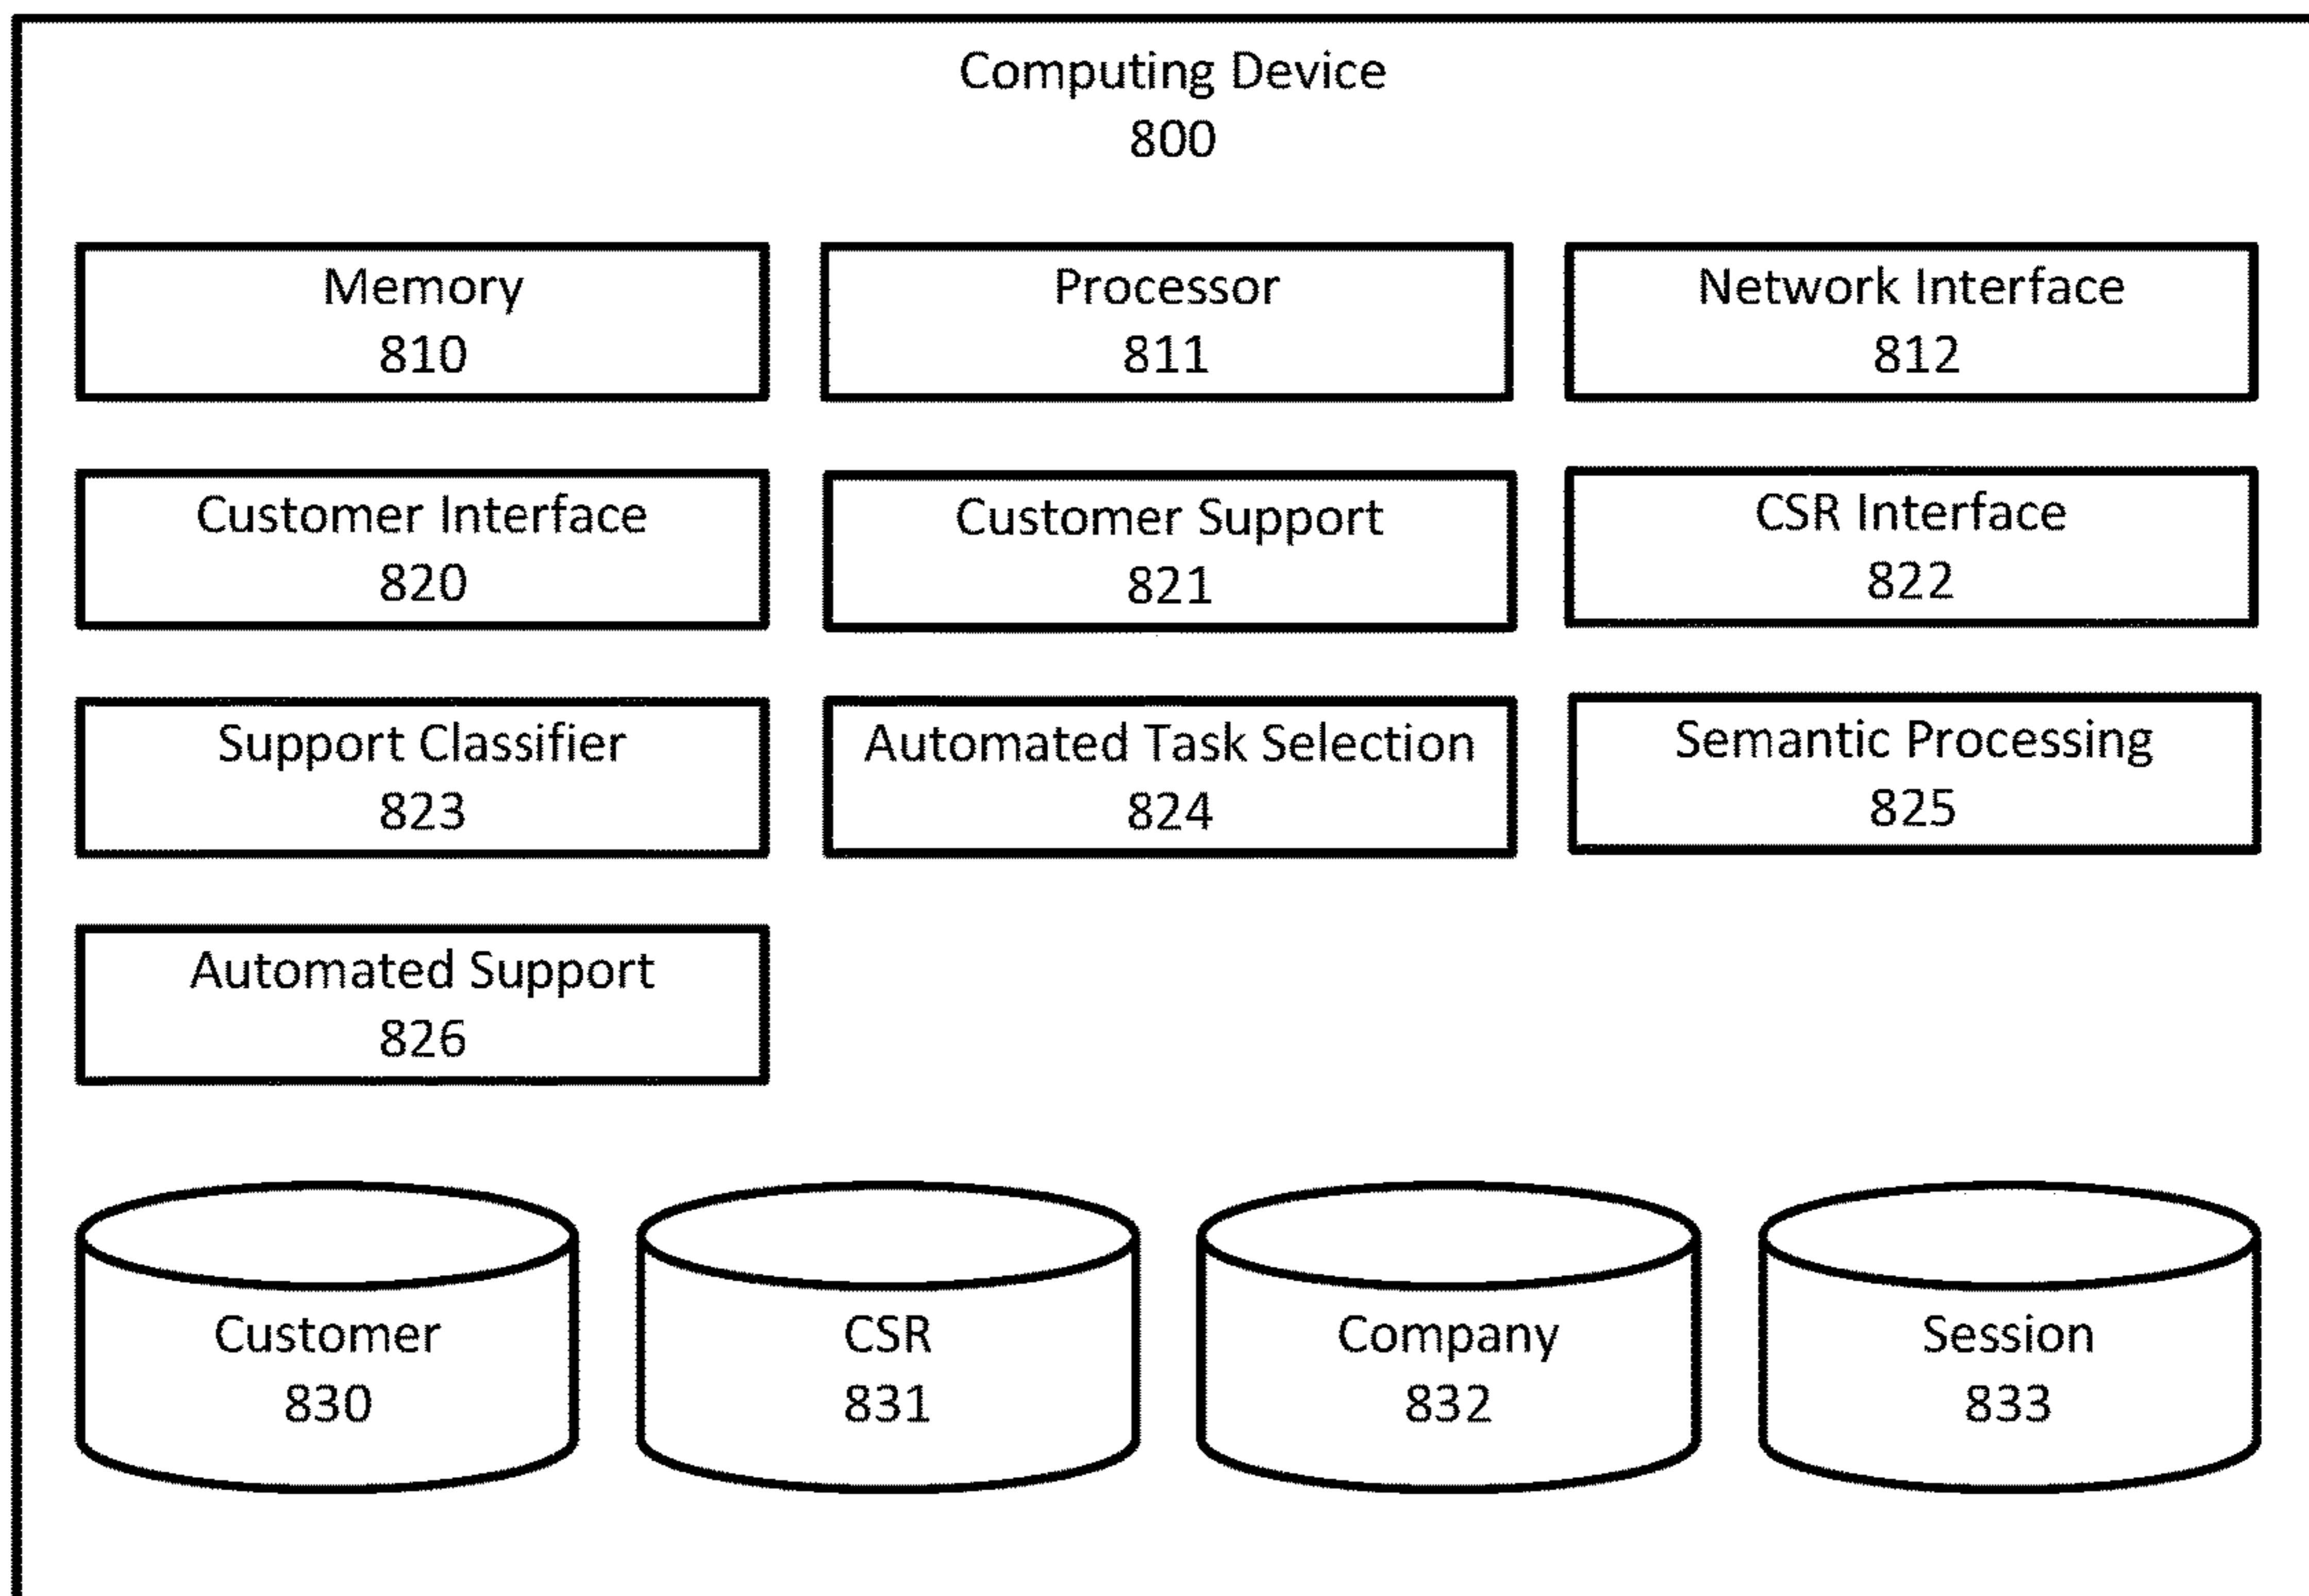 Computing Device
800
Memory
810
Processor
811
Network Interface
812
Customer Interface
820
Customer Support
821
CSR Interface
822
Support Classifier
823
Automated Task Selection
824
Semantic Processing
825
Automated Support
826
Customer
830
CSR
831
Company
832
Session
833